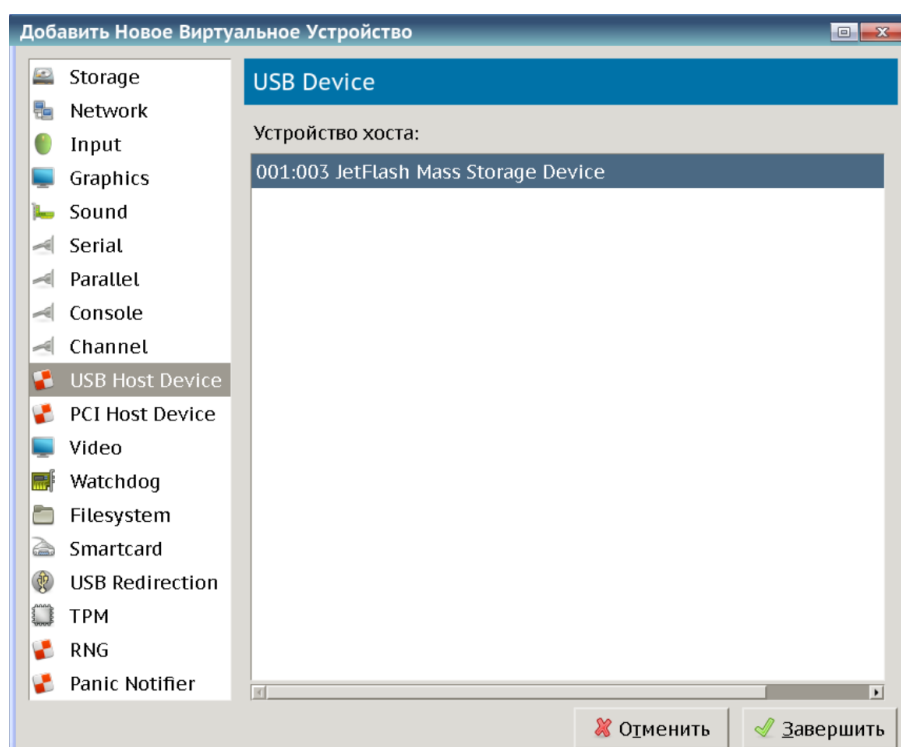 Добавить Новое Виртуальное Устройство
Storage
Network
Input
Graphics
Sound
Serial
Parallel
Console
Channel
USB Host Device
PCI Host Device
Video
Watchdog
Filesystem
Smartcard
USB Redirection
TPM
RNG
Panic Notifier
USB Device
Устройство хоста:
001:003 JetFlash Mass Storage Device
Отменить
Завершить